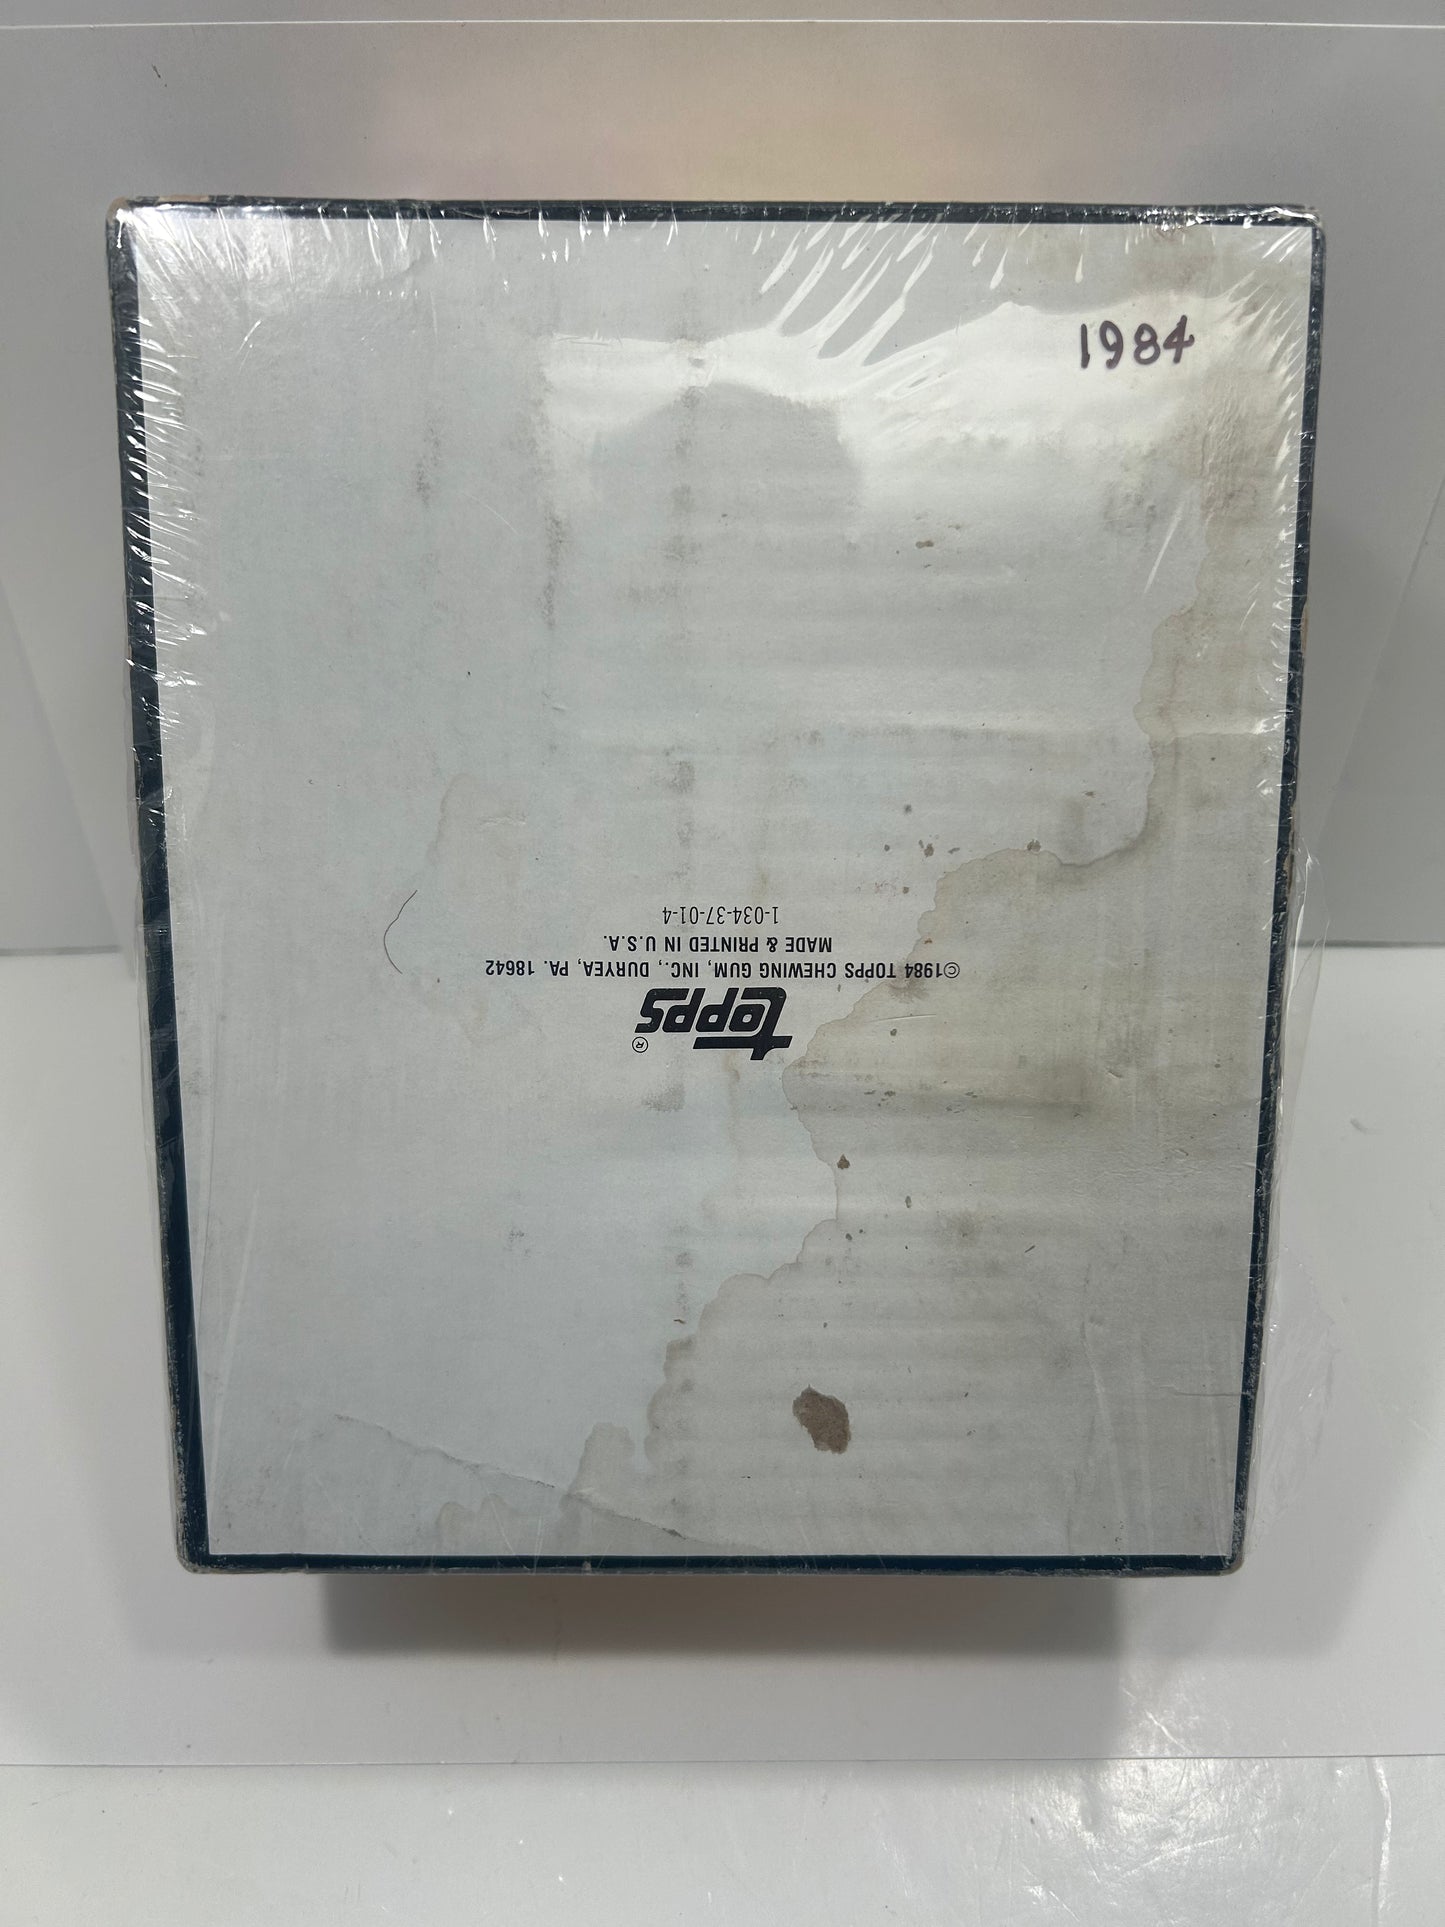 1984
topps®
©1984 TOPPS CHEWING GUM, INC., DURYEA, PA. 18642
MADE & PRINTED IN U.S.A.
1-034-37-01-4